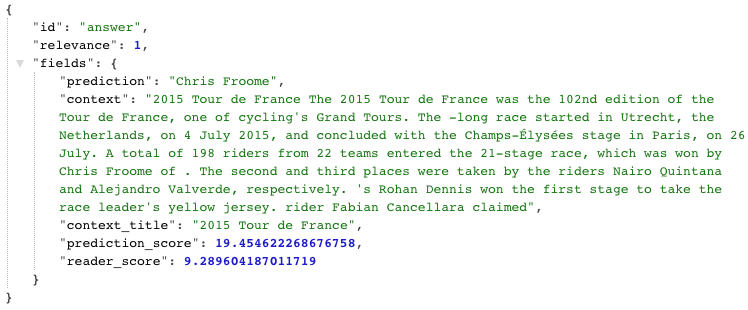 {
"id": "answer",
"relevance": 1,
"fields": {
"prediction": "Chris Froome",
"context": "2015 Tour de France The 2015 Tour de France was the 102nd edition of the
Tour de France, one of cycling's Grand Tours. The -long race started in Utrecht, the
Netherlands, on 4 July 2015, and concluded with the Champs-Élysées stage in Paris, on 26
July. A total of 198 riders from 22 teams entered the 21-stage race, which was won by
Chris Froome of . The second and third places were taken by the riders Nairo Quintana
and Alejandro Valverde, respectively. 's Rohan Dennis won the first stage to take the
race leader's yellow jersey. rider Fabian Cancellara claimed",
"context_title": "2015 Tour de France",
"prediction_score": 19.454622268676758,
"reader_score": 9.289604187011719
}
}